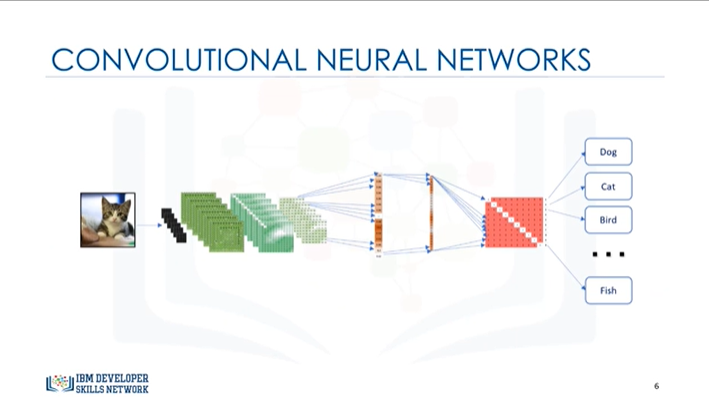 CONVOLUTIONAL NEURAL NETWORKS
Dog
Cat
Bird
...
Fish
IBM DEVELOPER
SKILLS NETWORK
6